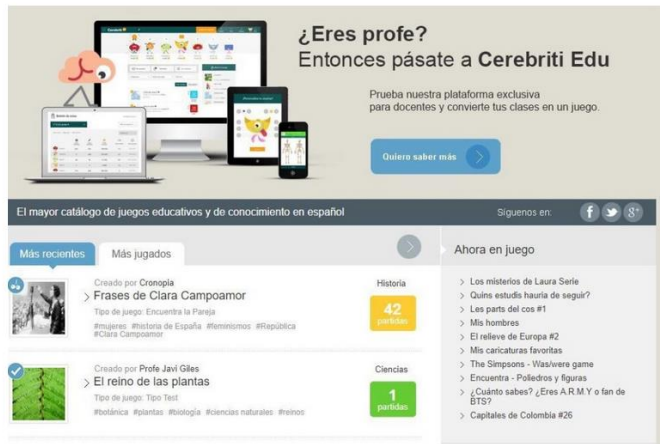 ¿Eres profe?
Entonces pásate a Cerebriti Edu
Prueba nuestra plataforma exclusiva
para docentes y convierte tus clases en un juego.
Quiero saber más
El mayor catálogo de juegos educativos y de conocimiento en español
Síguenos en:
Más recientes
Más jugados
Creado por Cronopia
Frases de Clara Campoamor
Tipo de juego: Encuentra la Pareja
#mujeres #historia de España #feminismos #República
#Clara Campoamor
Historia
42
partidas
Creado por Profe Javi Giles
El reino de las plantas
Tipo de juego: Tipo Test
#botánica #plantas #biología #ciencias naturales #reinos
Ciencias
1
partidas
Ahora en juego
> Los misterios de Laura Serie
> Quins estudis hauria de seguir?
> Les parts del cos #1
> Mis hombres
> El relieve de Europa #2
> Mis caricaturas favoritas
> The Simpsons - Was/were game
> Encuentra - Poliedros y figuras
> ¿Cuánto sabes? ¿Eres A.R.M.Y o fan de
BTS?
> Capitales de Colombia #26